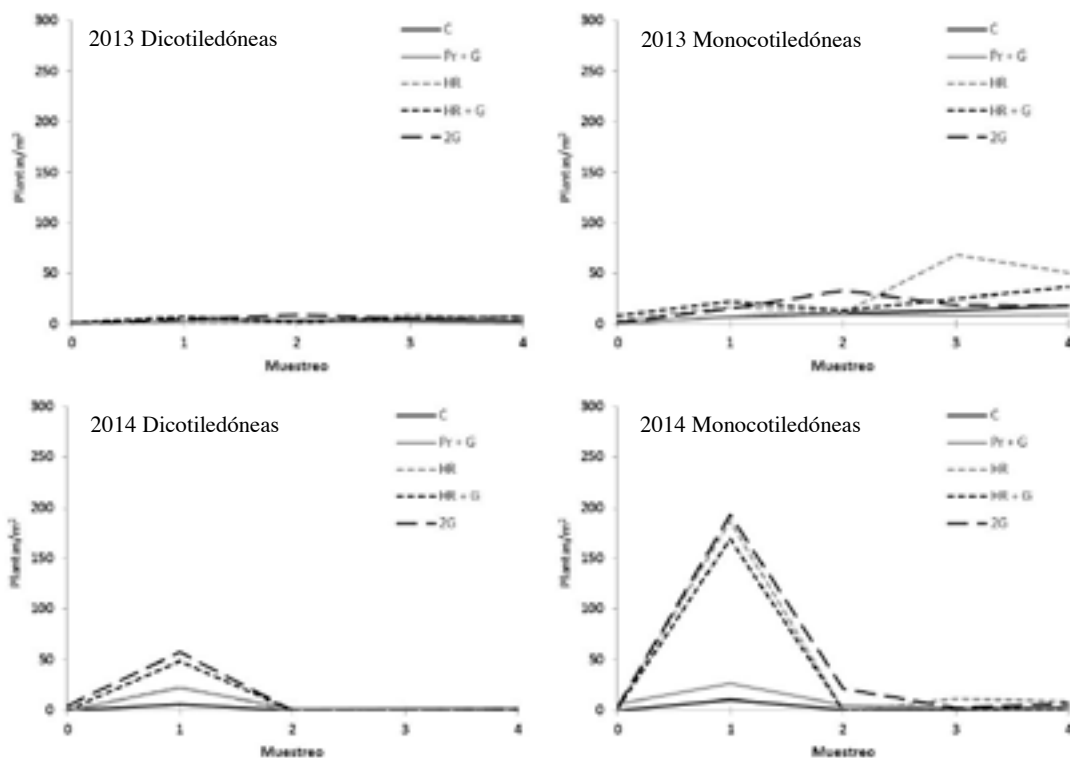 2013 Dicotiledóneas
C
Pr + G
HR
HR + G
2G
300
250
200
150
100
50
0
Plantas/m²
0 1 2 3 4
Muestreo
2013 Monocotiledóneas
C
Pr + G
HR
HR + G
2G
300
250
200
150
100
50
0
Plantas/m²
0 1 2 3 4
Muestreo
2014 Dicotiledóneas
C
Pr + G
HR
HR + G
2G
300
250
200
150
100
50
0
Plantas/m²
0 1 2 3 4
Muestreo
2014 Monocotiledóneas
C
Pr + G
HR
HR + G
2G
300
250
200
150
100
50
0
Plantas/m²
0 1 2 3 4
Muestreo